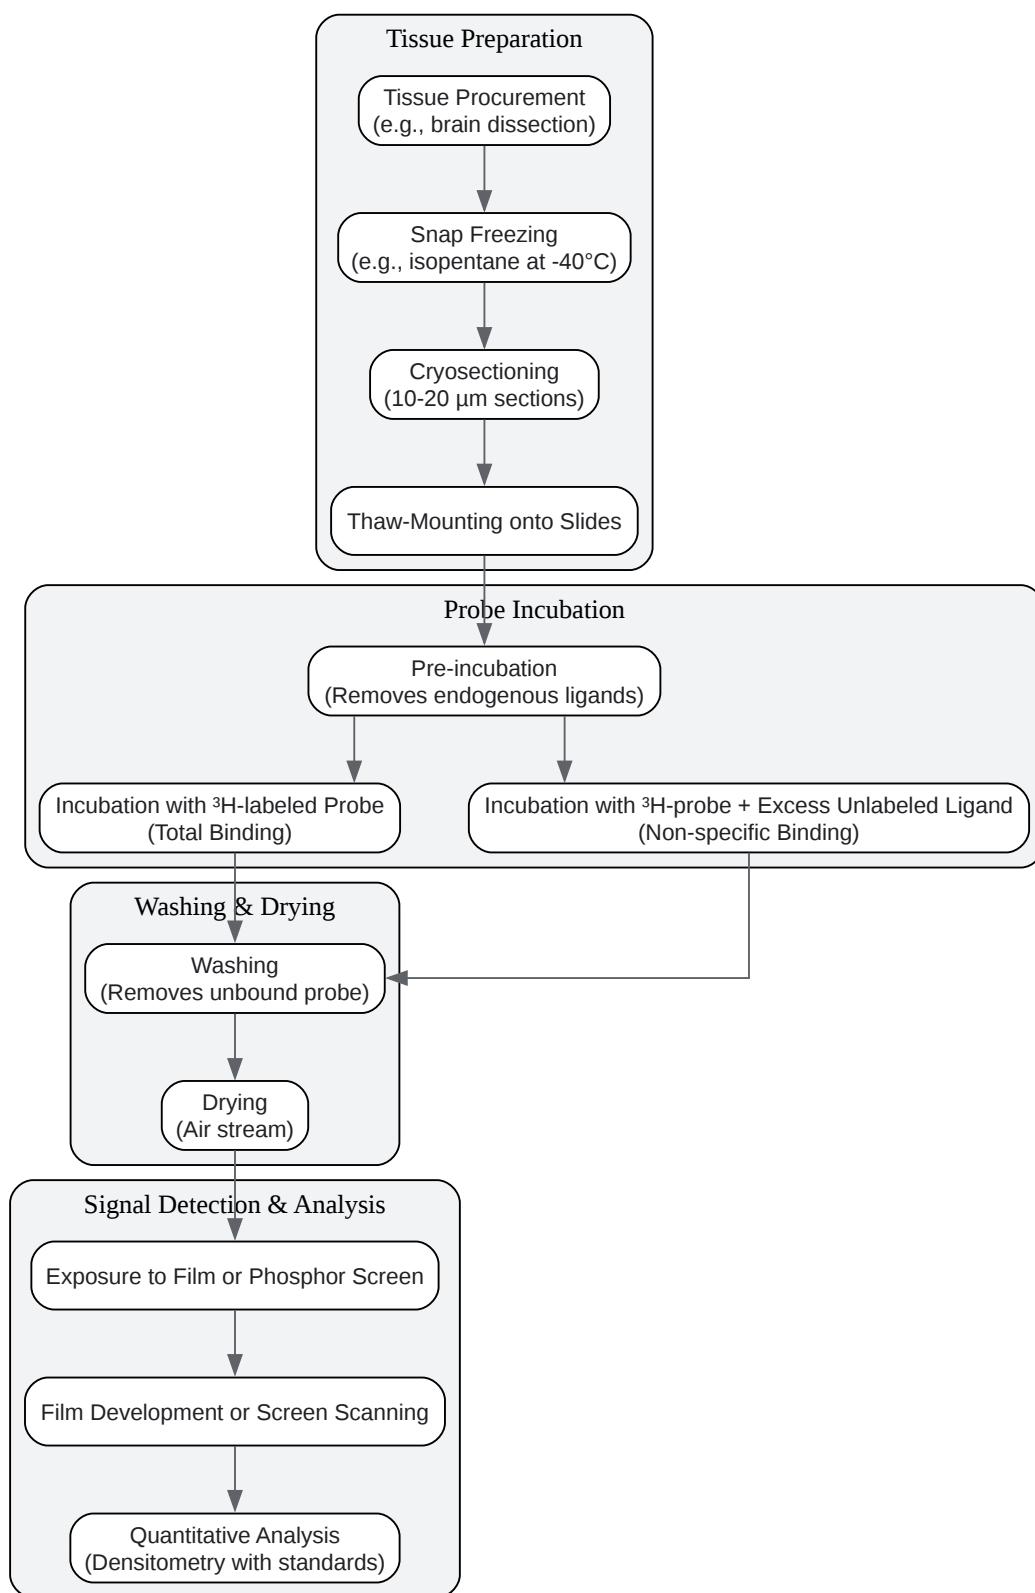 Tissue Preparation
Tissue Procurement
(e.g., brain dissection)
Snap Freezing
(e.g., isopentane at -40°C)
Cryosectioning
(10-20 µm sections)
Thaw-Mounting onto Slides
Probe Incubation
Pre-incubation
(Removes endogenous ligands)
Incubation with ³H-labeled Probe
(Total Binding)
Incubation with ³H-probe + Excess Unlabeled Ligand
(Non-specific Binding)
Washing & Drying
Washing
(Removes unbound probe)
Drying
(Air stream)
Signal Detection & Analysis
Exposure to Film or Phosphor Screen
Film Development or Screen Scanning
Quantitative Analysis
(Densitometry with standards)